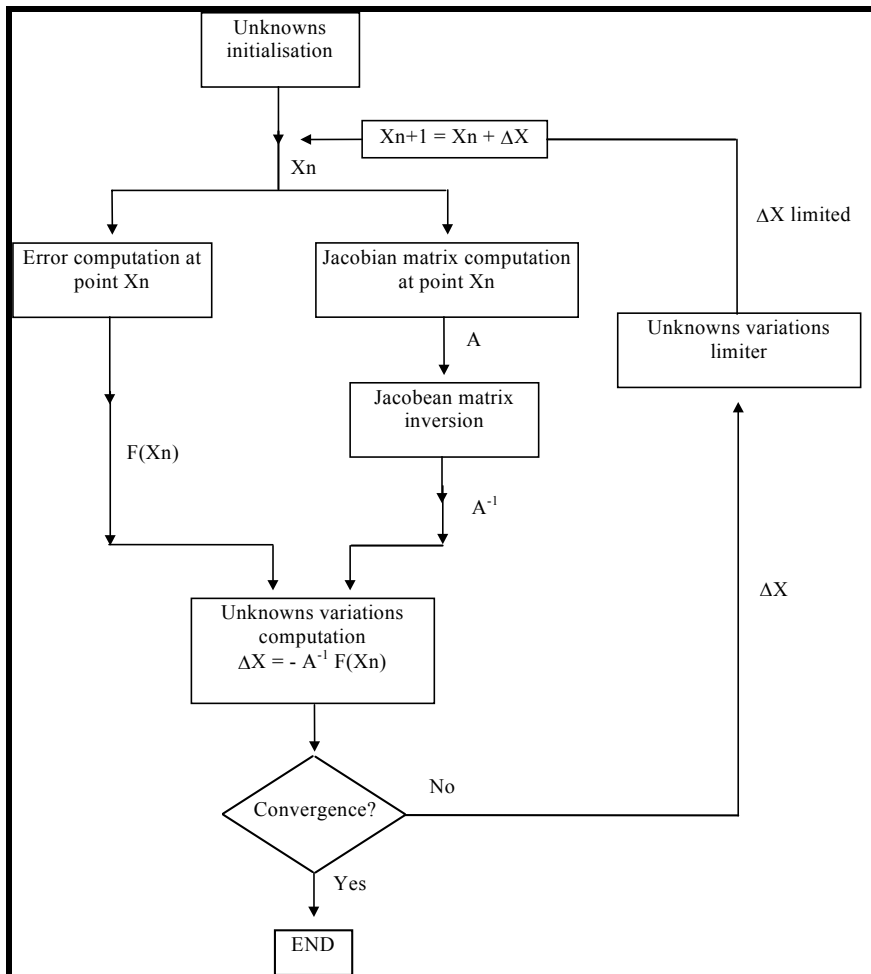 Unknowns
initialisation
Xn+1 = Xn + ΔX
Xn
ΔX limited
Error computation at
point Xn
Jacobian matrix computation
at point Xn
Unknowns variations
limiter
A
Jacobean matrix
inversion
F(Xn)
A⁻¹
ΔX
Unknowns variations
computation
ΔX = - A⁻¹ F(Xn)
No
Convergence?
Yes
END